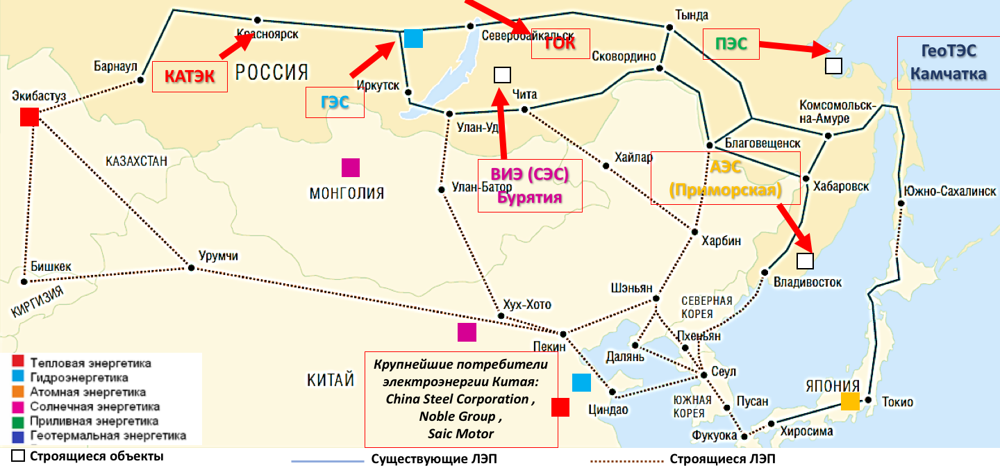 Тында
Красноярск
Северобайкальск
ТОК
ПЭС
ГеоТЭС
Камчатка
Сковордино
Барнаул
КАТЭК
РОССИЯ
Экибастуз
ГЭС
Иркутск
Чита
Комсомольск-
на-Амуре
Улан-Уд
Благовещенск
КАЗАХСТАН
Хайлар
АЭС
(Приморская)
ВИЭ (СЭС)
Бурятия
МОНГОЛИЯ
Улан-Батор
Хабаровск
Южно-Сахалинск
Харбин
Урумчи
Бишкек
КИРГИЗИЯ
Владивосток
Шэньян
СЕВЕРНАЯ
КОРЕЯ
Хух-Хото
Пекин
Пхеньян
Далянь
Сеул
КИТАЙ
Крупнейшие потребители
электроэнергии Китая:
China Steel Corporation ,
Noble Group ,
Saic Motor
ЯПОНИЯ
Токио
Циндао
ЮЖНАЯ
КОРЕЯ
Пусан
Хиросима
Фукуока
Тепловая энергетика
Гидроэнергетика
Атомная энергетика
Солнечная энергетика
Приливная энергетика
Геотермальная энергетика
Строящиеся объекты
Существующие ЛЭП
Строящиеся ЛЭП